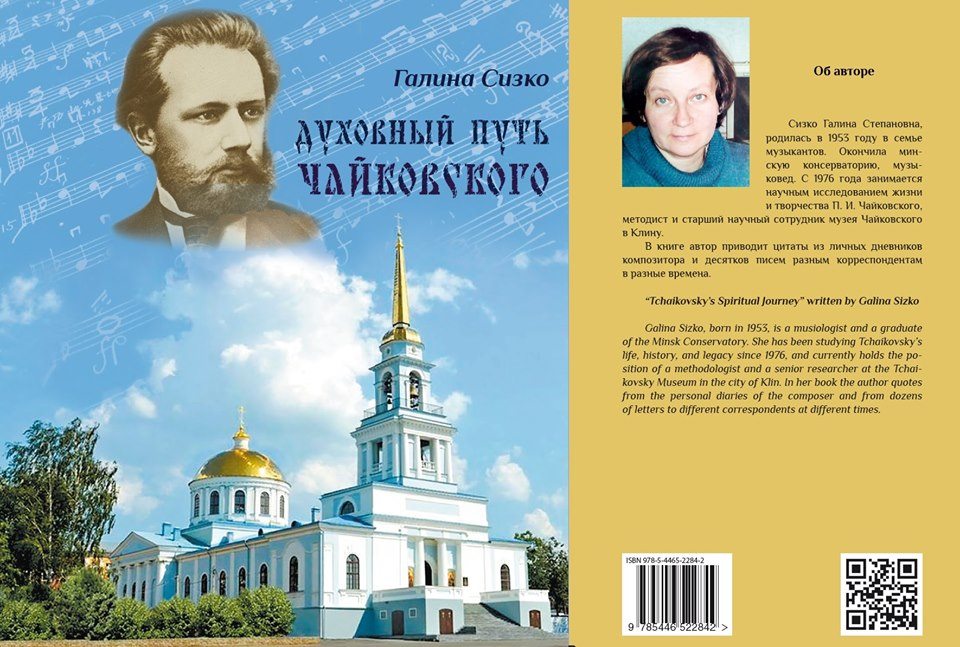 Галина Сизко
ДУХОВНЫЙ ПУТЬ
ЧАЙКОВСКОГО
Об авторе
Сизко Галина Степановна,
родилась в 1953 году в семье
музыкантов. Окончила мин-
скую консерваторию, музы-
ковед. С 1976 года занимается
научным исследованием жизни
и творчества П. И. Чайковского,
методист и старший научный сотрудник музея Чайковского
в Клину.
В книге автор приводит цитаты из личных дневников
композитора и десятков писем разным корреспондентам
в разные времена.
“Tchaikovsky’s Spiritual Journey” written by Galina Sizko
Galina Sizko, born in 1953, is a musiologist and a graduate
of the Minsk Conservatory. She has been studying Tchaikovsky’s
life, history, and legacy since 1976, and currently holds the po-
sition of a methodologist and a senior researcher at the Tchai-
kovsky Museum in the city of Klin. In her book the author quotes
from the personal diaries of the composer and from dozens
of letters to different correspondents at different times.
ISBN 978-5-4465-2284-2
9 785446 522842 >